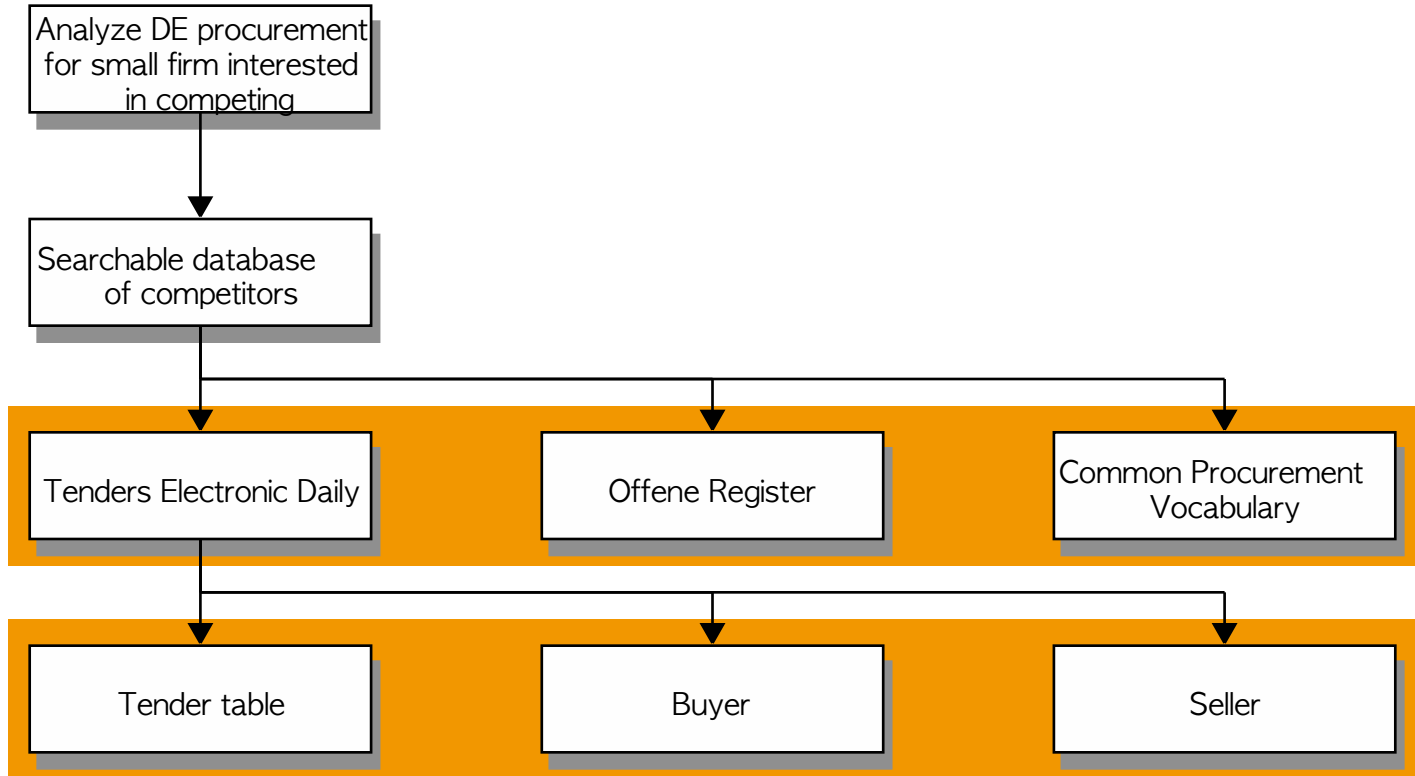 Analyze DE procurement
for small firm interested
in competing
Searchable database
of competitors
Tenders Electronic Daily
Offene Register
Common Procurement
Vocabulary
Tender table
Buyer
Seller